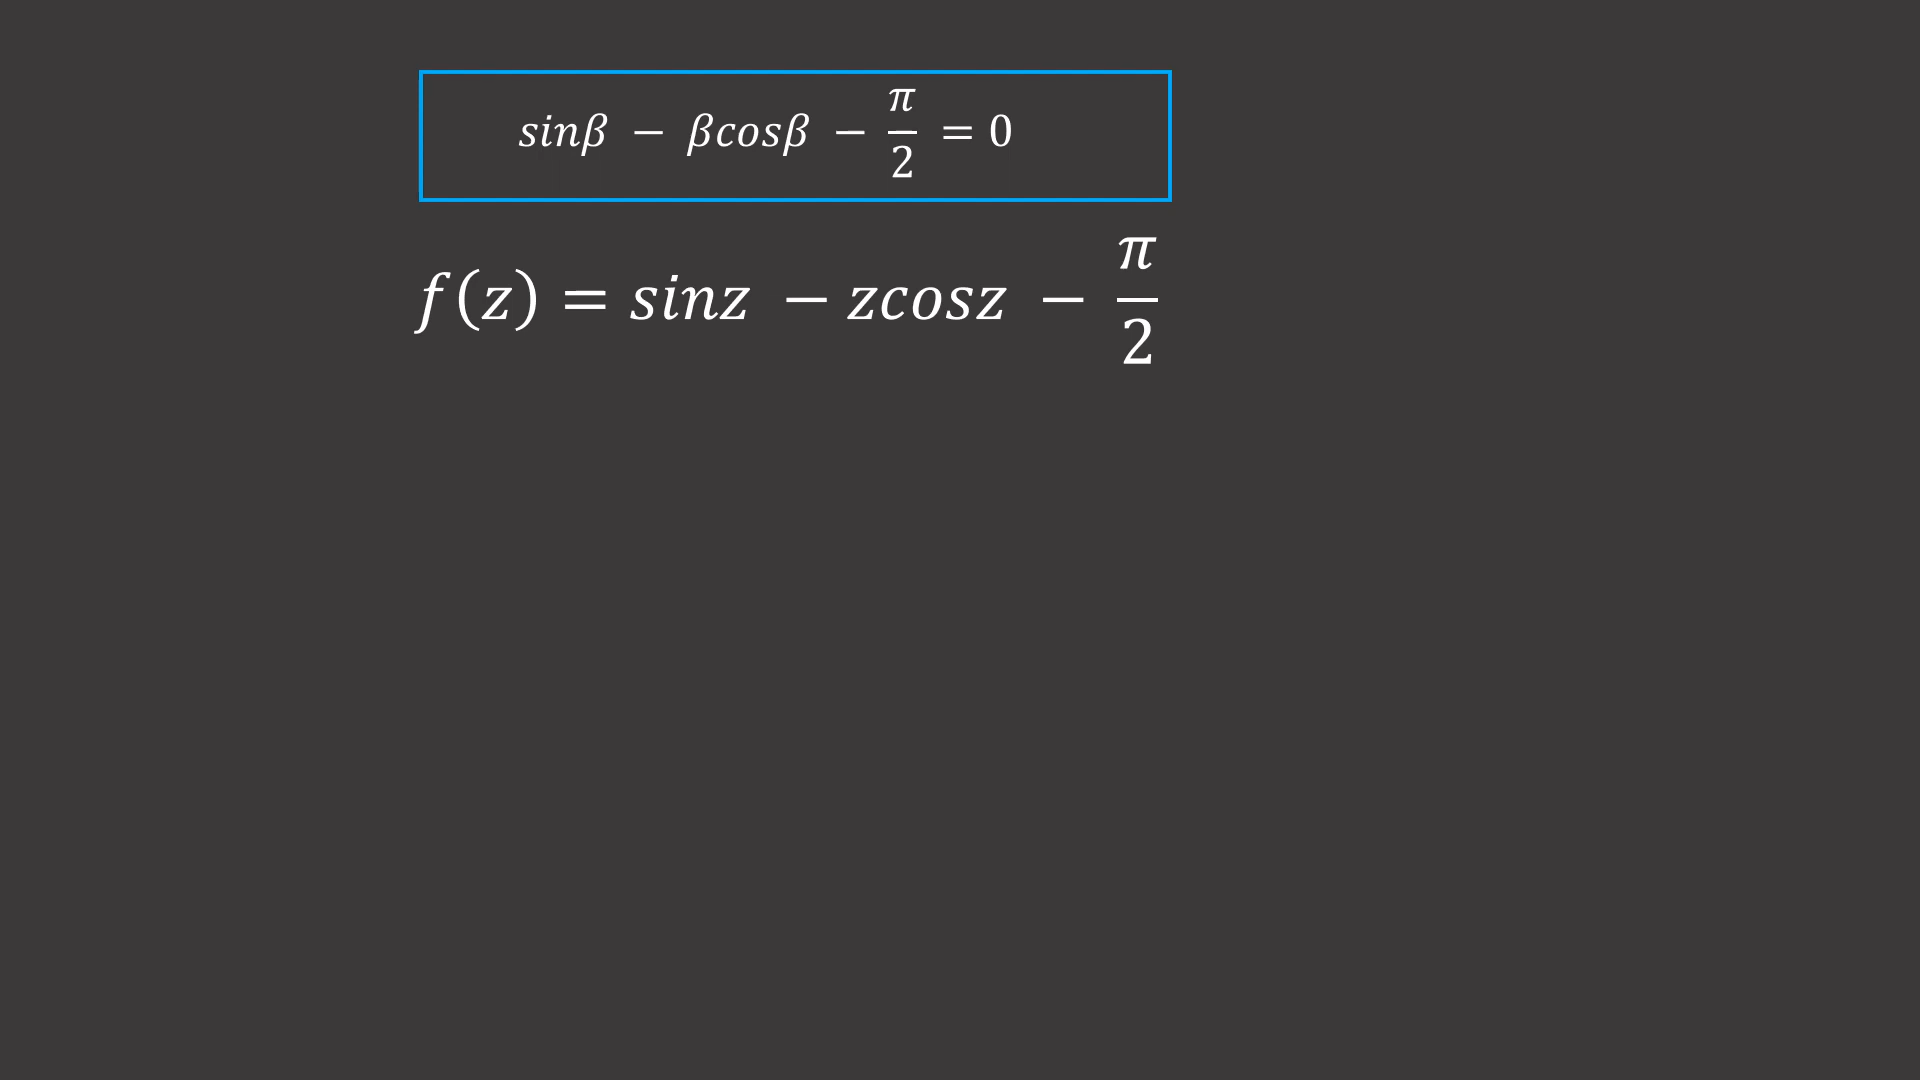 sinβ − βcosβ − π/2 = 0
f(z) = sinz − zcosz − π/2